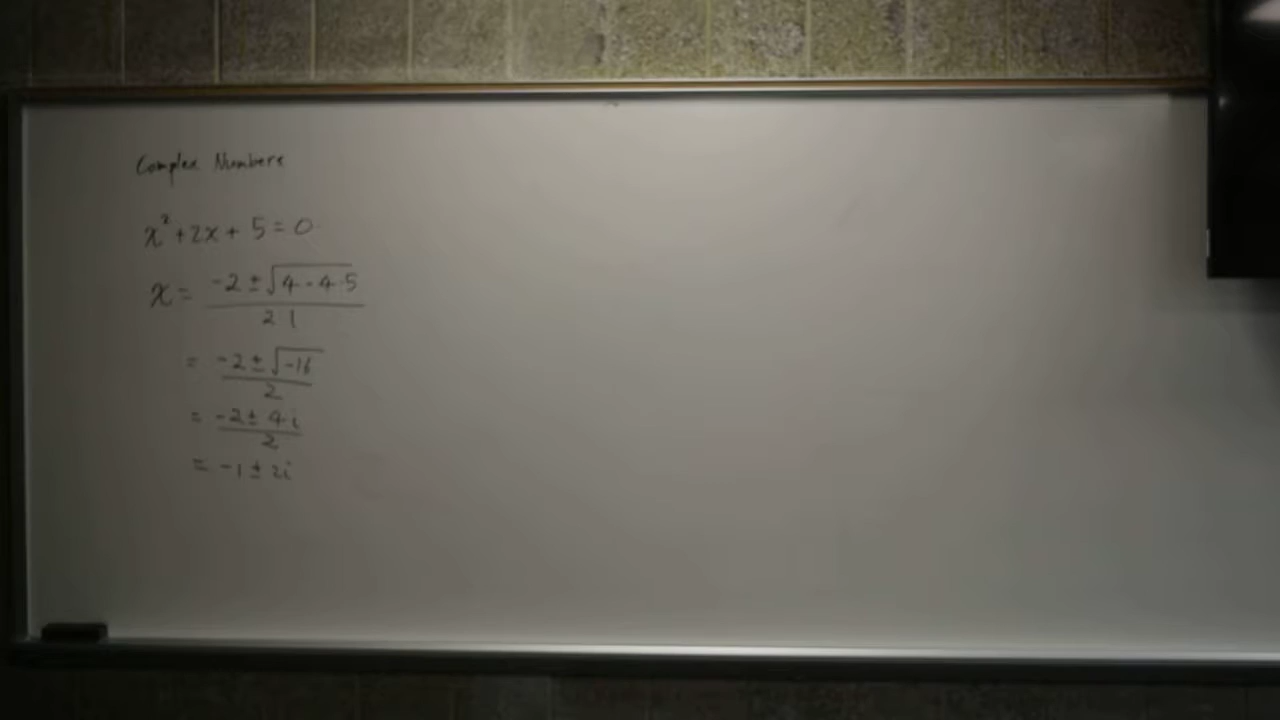 Complex Numbers
x² + 2x + 5 = 0
x = (-2 ± √(4 - 4·5)) / (2·1)
= (-2 ± √(-16)) / 2
= (-2 ± 4i) / 2
= -1 ± 2i